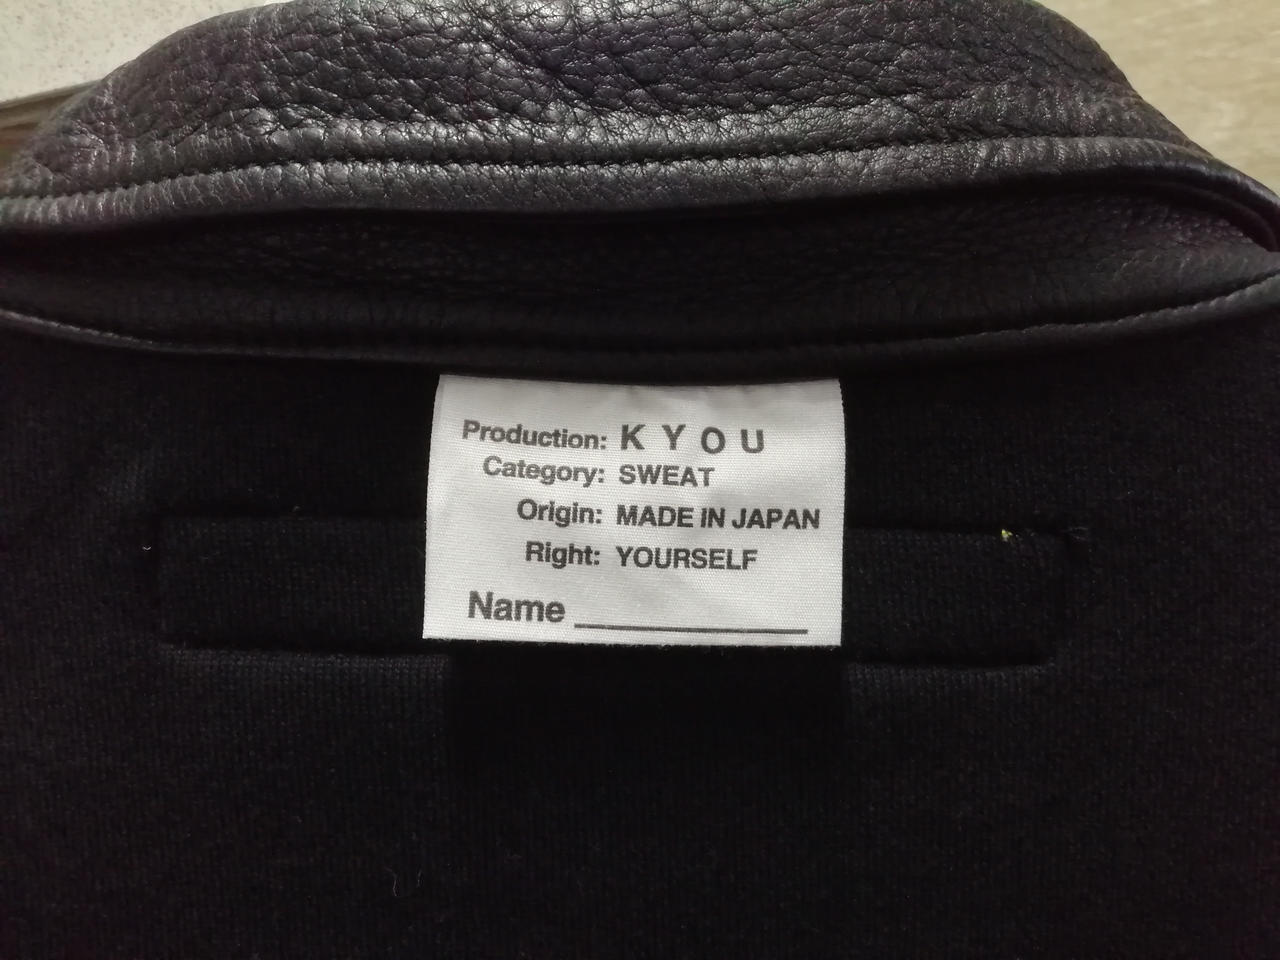 Production: K Y O U
Category: SWEAT
Origin: MADE IN JAPAN
Right: YOURSELF
Name